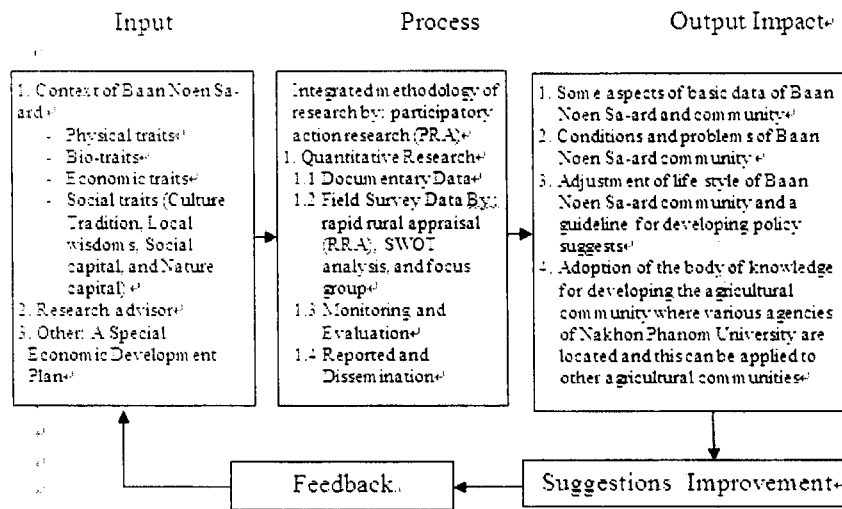 Input
Process
Output Impact
1. Context of Baan Noen Sa-
ard
- Physical traits
- Bio-traits
- Economic traits
- Social traits (Culture
Tradition, Local
wisdoms, Social
capital, and Nature
capital)
2. Research advisor
3. Other: A Special
Economic Development
Plan
Integrated methodology of
research by: participatory
action research (PRA)
1. Quantitative Research
1.1 Documentary Data
1.2 Field Survey Data By:
rapid rural appraisal
(RRA), SWOT
analysis, and focus
group
1.3 Monitoring and
Evaluation
1.4 Reported and
Dissemination
1. Some aspects of basic data of Baan
Noen Sa-ard and community
2. Conditions and problems of Baan
Noen Sa-ard community
3. Adjustment of life style of Baan
Noen Sa-ard community and a
guideline for developing policy
suggests
4. Adoption of the body of knowledge
for developing the agricultural
community where various agencies
of Nakhon Phanom University are
located and this can be applied to
other agricultural communities
Feedback
Suggestions Improvement